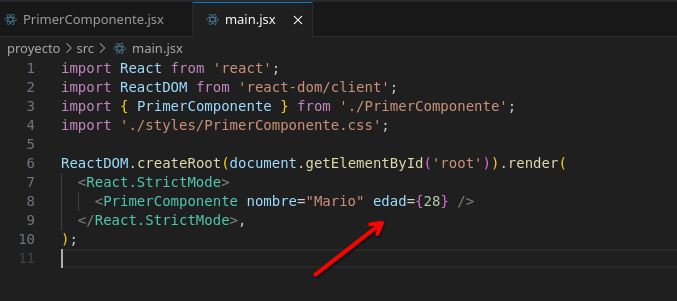 PrimerComponente.jsx main.jsx ×
proyecto > src > main.jsx
1 import React from 'react';
2 import ReactDOM from 'react-dom/client';
3 import { PrimerComponente } from './PrimerComponente';
4 import './styles/PrimerComponente.css';
5
6 ReactDOM.createRoot(document.getElementById('root')).render(
7 <React.StrictMode>
8 <PrimerComponente nombre="Mario" edad={28} />
9 </React.StrictMode>,
10 );
11